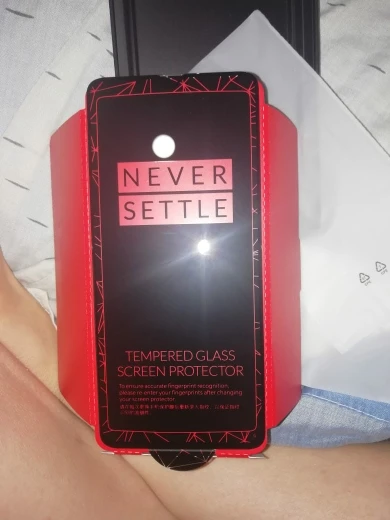 NEVER
SETTLE
TEMPERED GLASS
SCREEN PROTECTOR
To ensure accurate fingerprint recognition,
please re-enter your fingerprints after changing
your screen protector.